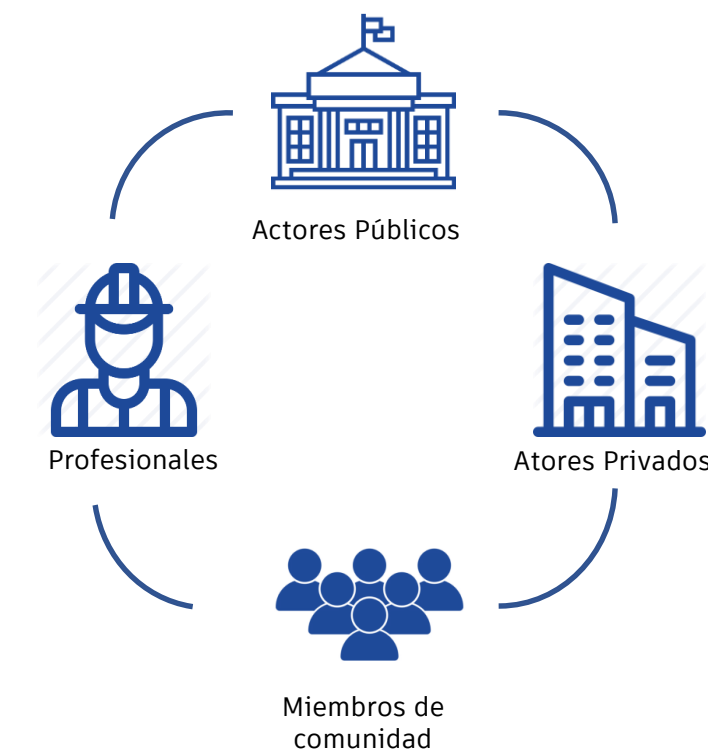 Actores Públicos
Profesionales
Atores Privados
Miembros de
comunidad